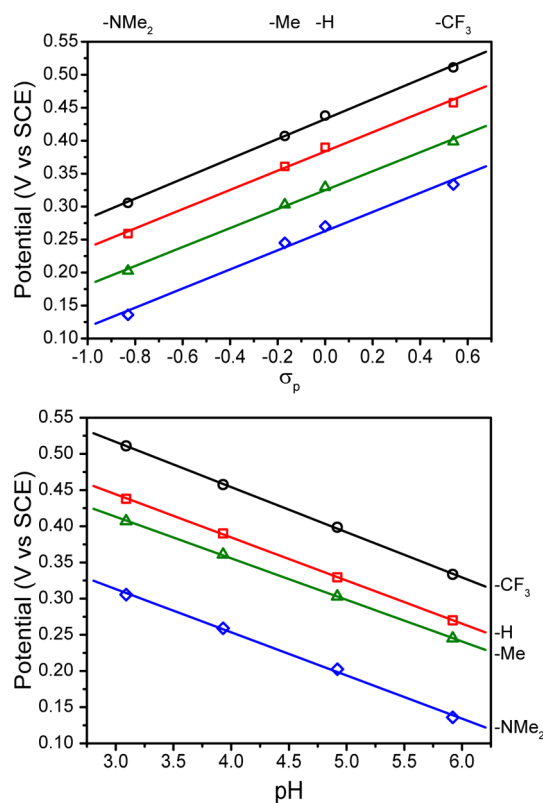 -NMe₂ -Me -H -CF₃
0.55
0.50
0.45
0.40
0.35
0.30
0.25
0.20
0.15
0.10
Potential (V vs SCE)
-1.0 -0.8 -0.6 -0.4 -0.2 0.0 0.2 0.4 0.6
σp
0.55
0.50
0.45
0.40
0.35
0.30
0.25
0.20
0.15
0.10
Potential (V vs SCE)
-CF₃
-H
-Me
-NMe₂
3.0 3.5 4.0 4.5 5.0 5.5 6.0
pH